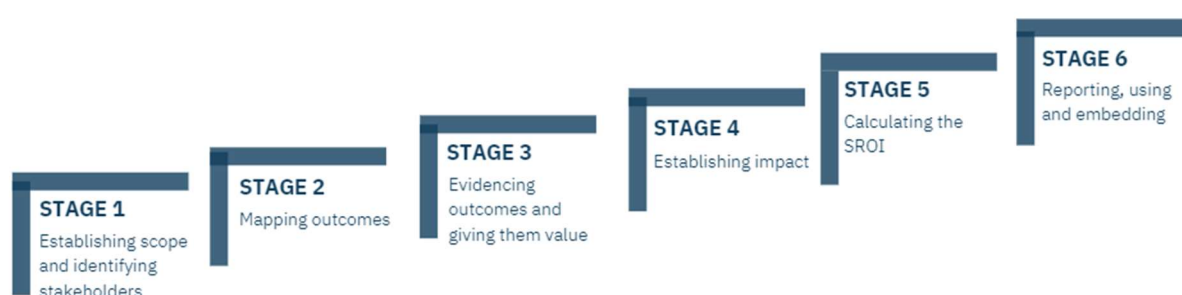 STAGE 1
Establishing scope
and identifying
stakeholders
STAGE 2
Mapping outcomes
STAGE 3
Evidencing
outcomes and
giving them value
STAGE 4
Establishing impact
STAGE 5
Calculating the
SROI
STAGE 6
Reporting, using
and embedding